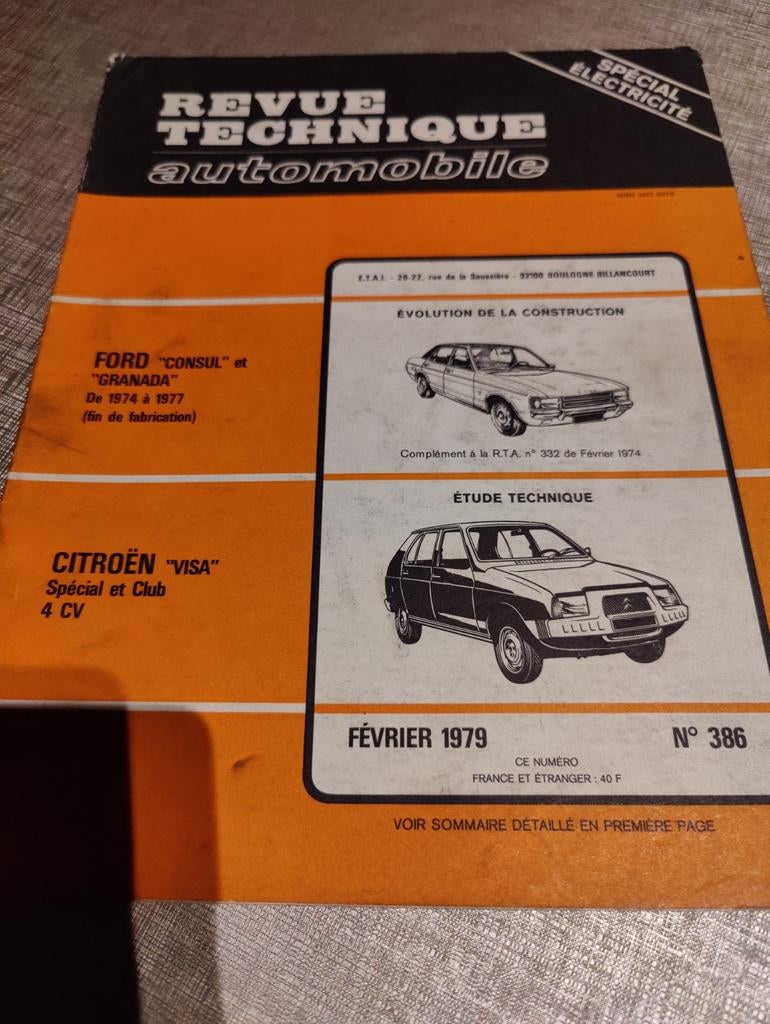 SPÉCIAL
ÉLECTRICITÉ
REVUE
TECHNIQUE
automobile
E.T.A.I. - 20-22, rue de la Saussière - 92100 BOULOGNE BILLANCOURT
ÉVOLUTION DE LA CONSTRUCTION
FORD "CONSUL" et
"GRANADA"
De 1974 à 1977
(fin de fabrication)
Complément à la R.T.A. n° 332 de Février 1974
ÉTUDE TECHNIQUE
CITROËN "VISA"
Spécial et Club
4 CV
FÉVRIER 1979
N° 386
CE NUMÉRO
FRANCE ET ÉTRANGER : 40 F
VOIR SOMMAIRE DÉTAILLÉ EN PREMIÈRE PAGE